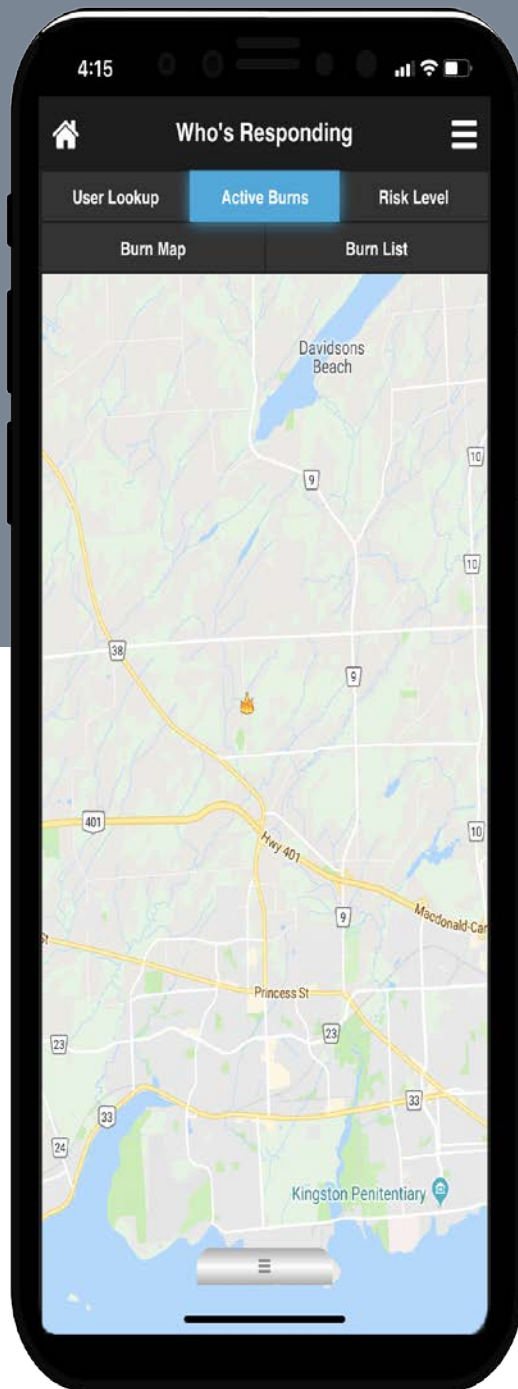 4:15
Who's Responding
User Lookup
Active Burns
Risk Level
Burn Map
Burn List
Davidsons
Beach
10
9
10
38
9
401
10
Hwy 401
9
Macdonald-Car
St
Princess St
23
23
33
33
24
Kingston Penitentiary